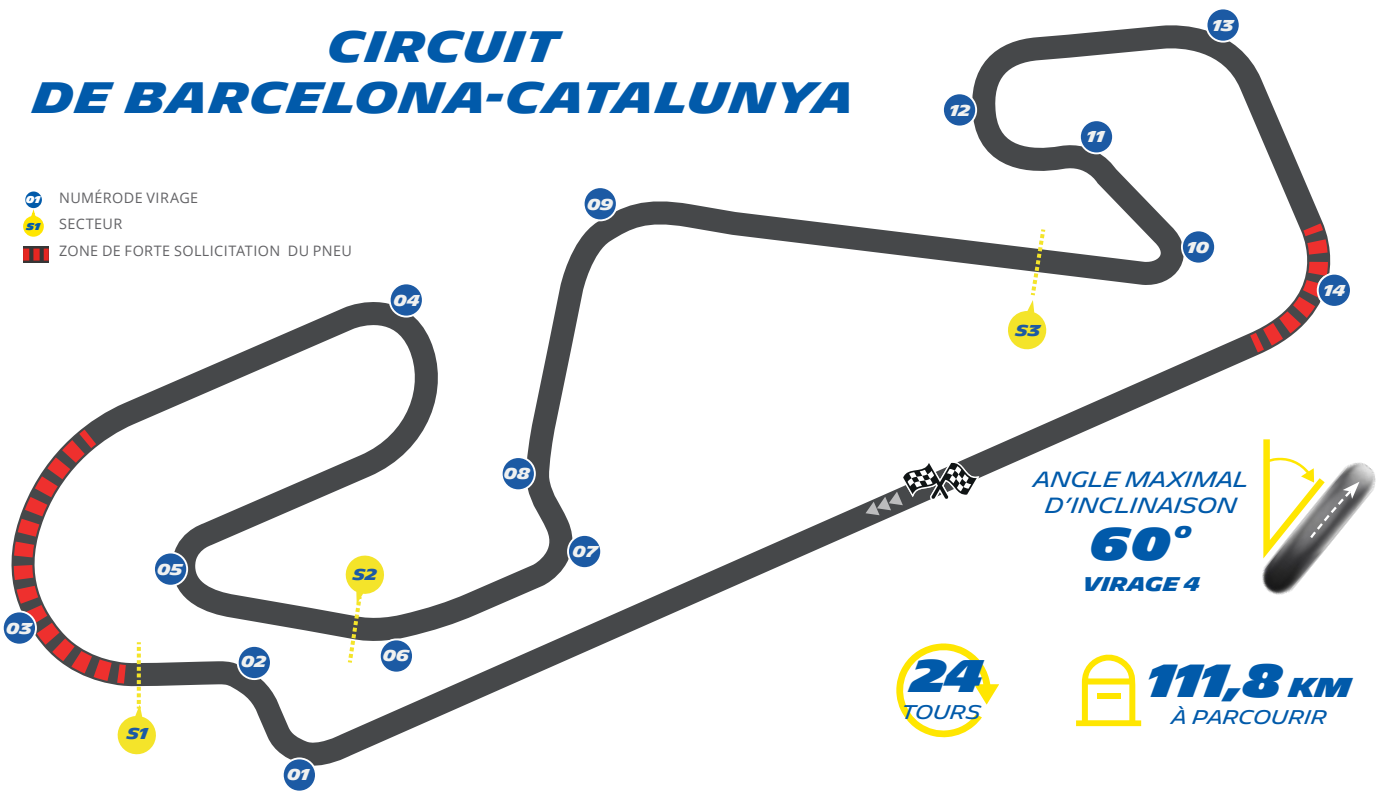 CIRCUIT
DE BARCELONA-CATALUNYA
01 NUMÉRODE VIRAGE
S1 SECTEUR
ZONE DE FORTE SOLLICITATION DU PNEU
13
12
11
09
10
04
14
S3
08
07
05
S2
03
06
02
S1
01
ANGLE MAXIMAL
D'INCLINAISON
60°
VIRAGE 4
24
TOURS
111,8 KM
À PARCOURIR